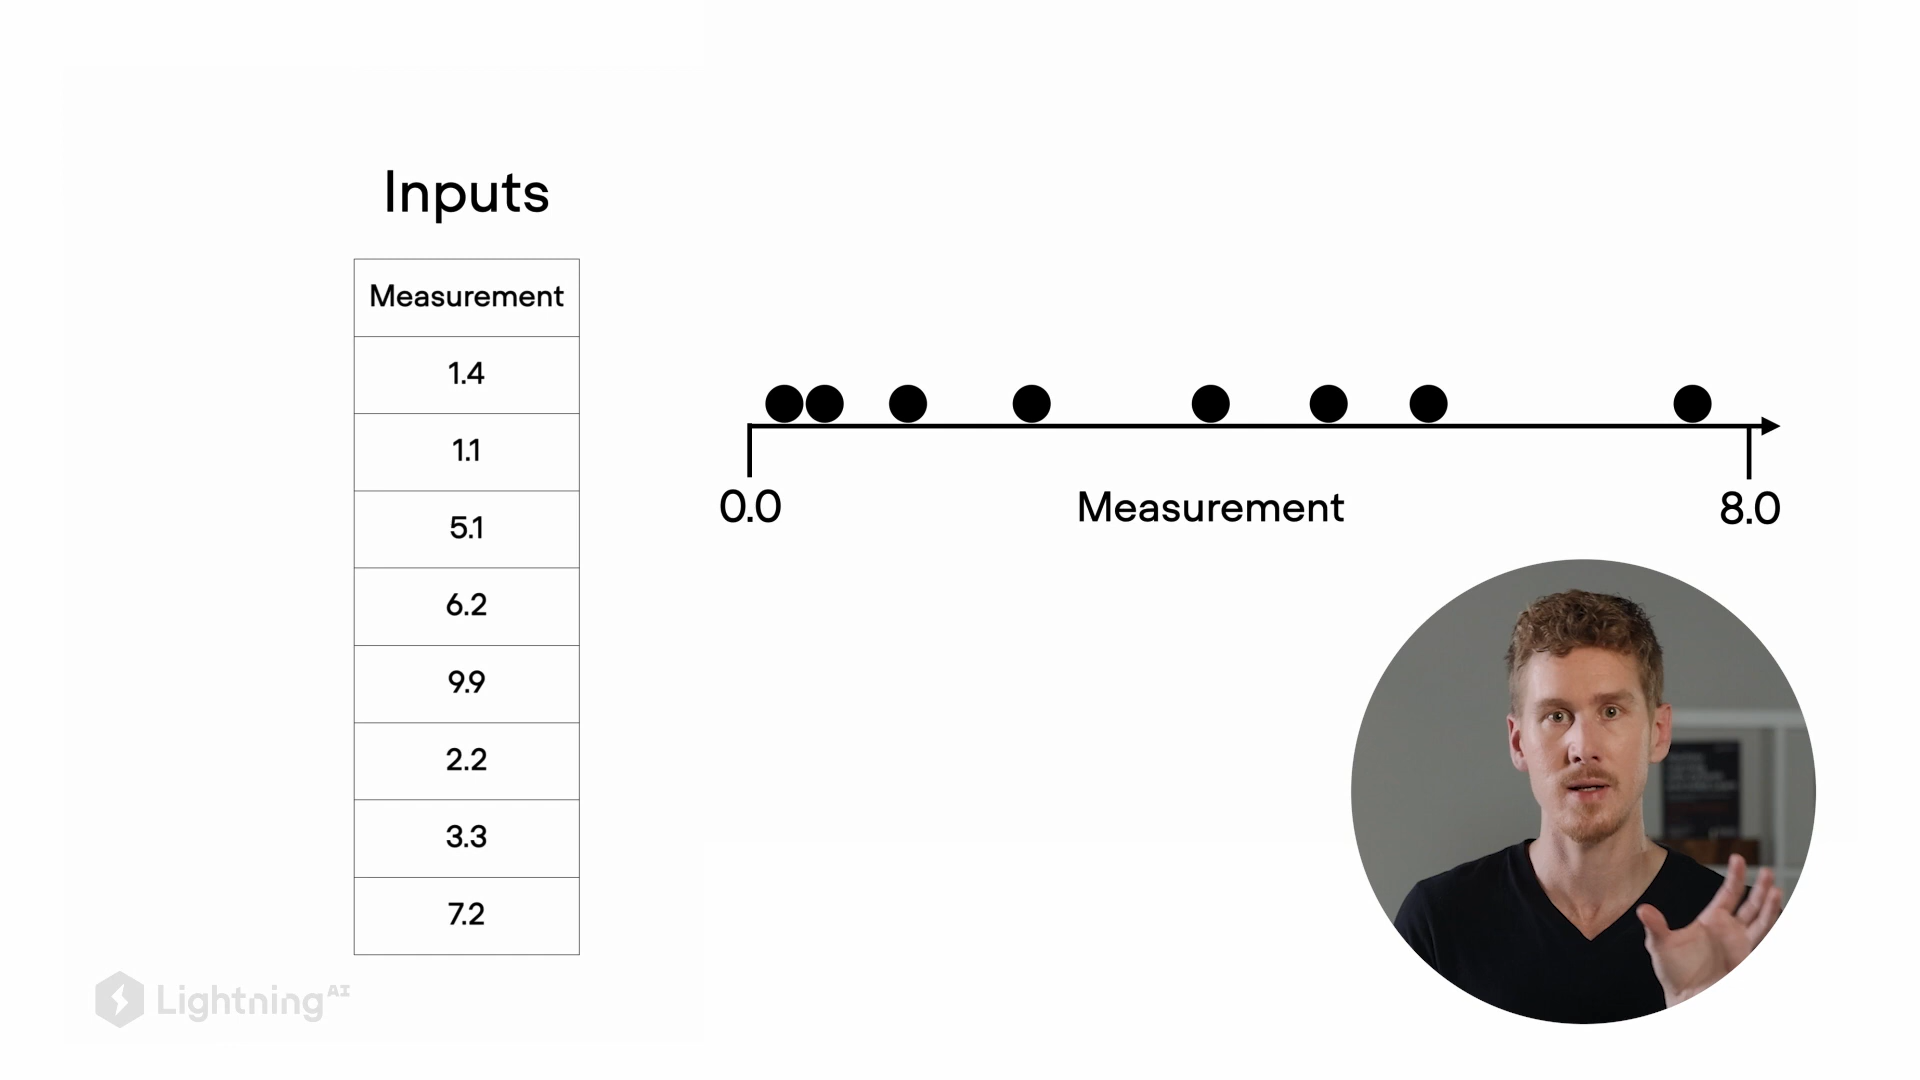 Inputs
Measurement
1.4
1.1
5.1
6.2
9.9
2.2
3.3
7.2
0.0
Measurement
8.0
Lightning AI